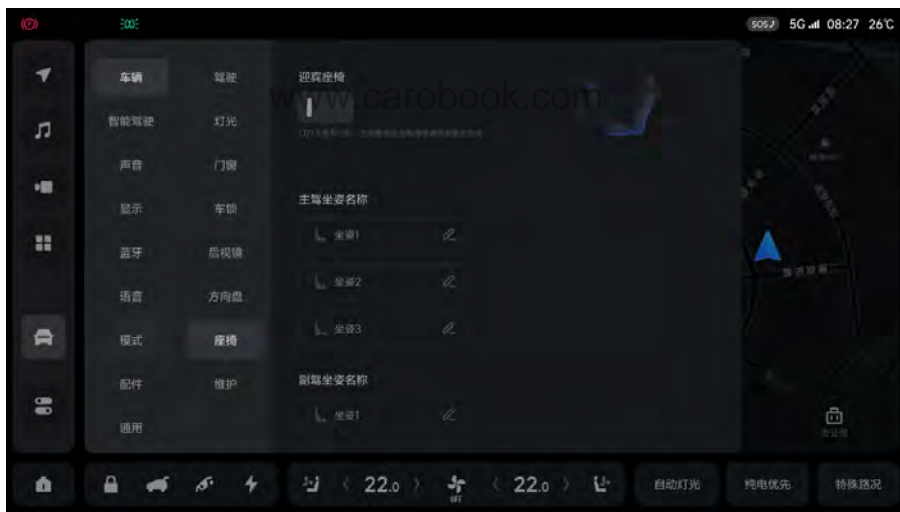 SOS 5G 08:27 26℃
车辆
智能驾驶
声音
显示
蓝牙
语音
模式
配件
通用
驾驶
灯光
门窗
车锁
后视镜
方向盘
座椅
维护
迎宾座椅
www.carobook.com
主驾坐姿名称
坐姿1
坐姿2
坐姿3
副驾坐姿名称
坐姿1
22.0
OFF
22.0
自动灯光
纯电优先
特殊路况